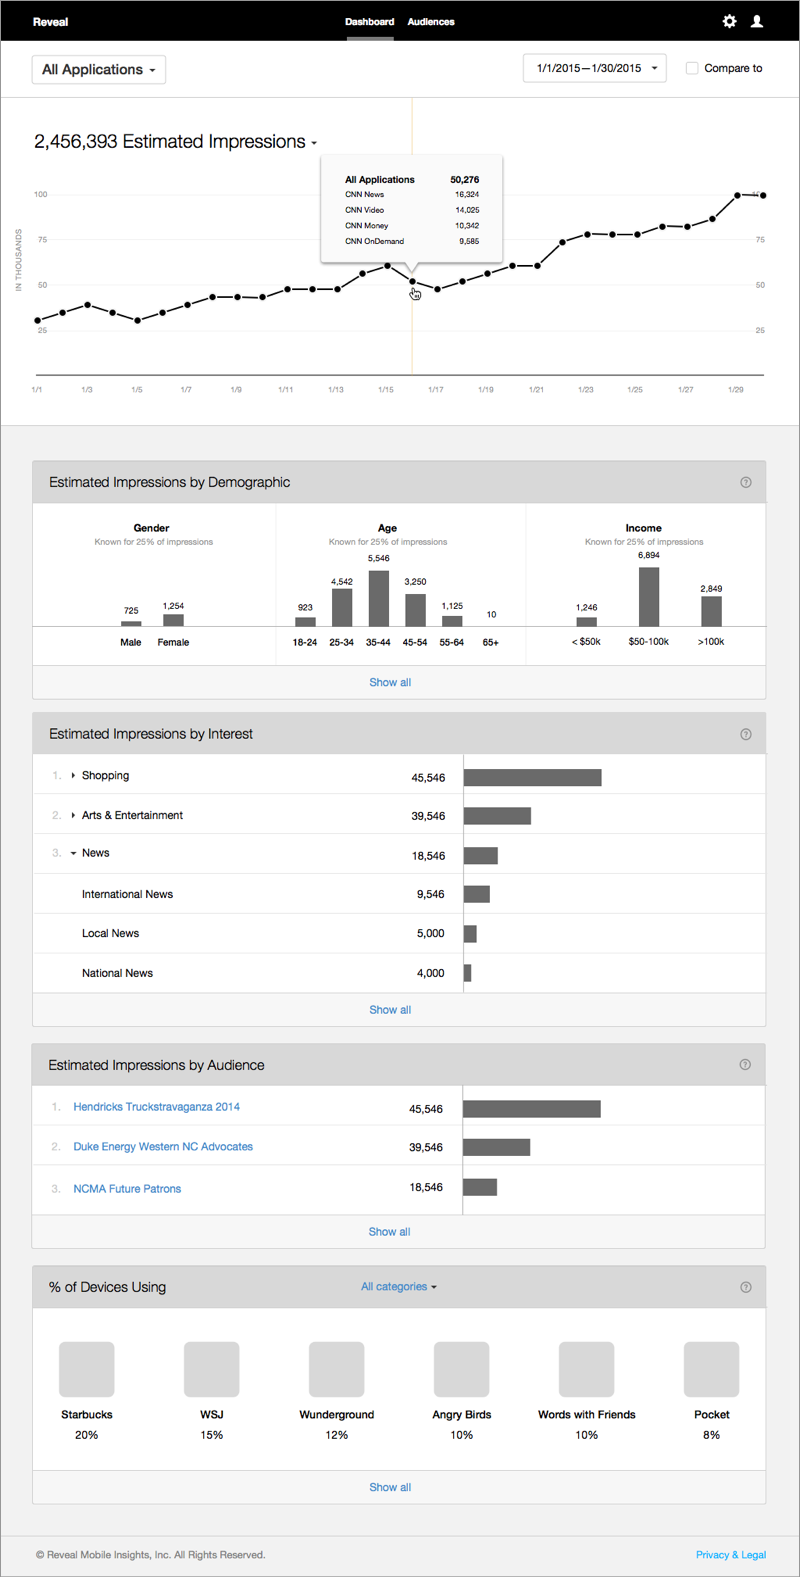 Reveal Dashboard Audiences
All Applications 1/1/2015—1/30/2015 Compare to
2,456,393 Estimated Impressions
All Applications 50,276
CNN News 16,324
CNN Video 14,025
CNN Money 10,342
CNN OnDemand 9,585
IN THOUSANDS
100 100
75 75
50 50
25 25
1/1 1/3 1/5 1/7 1/9 1/11 1/13 1/15 1/17 1/19 1/21 1/23 1/25 1/27 1/29
Estimated Impressions by Demographic ?
Gender Age Income
Known for 25% of impressions Known for 25% of impressions Known for 25% of impressions
725 1,254 923 4,542 5,546 3,250 1,125 10 1,246 6,894 2,849
Male Female 18-24 25-34 35-44 45-54 55-64 65+ < $50k $50-100k >100k
Show all
Estimated Impressions by Interest ?
1. Shopping 45,546
2. Arts & Entertainment 39,546
3. News 18,546
International News 9,546
Local News 5,000
National News 4,000
Show all
Estimated Impressions by Audience ?
1. Hendricks Truckstravaganza 2014 45,546
2. Duke Energy Western NC Advocates 39,546
3. NCMA Future Patrons 18,546
Show all
% of Devices Using All categories ?
Starbucks WSJ Wunderground Angry Birds Words with Friends Pocket
20% 15% 12% 10% 10% 8%
Show all
© Reveal Mobile Insights, Inc. All Rights Reserved. Privacy & Legal